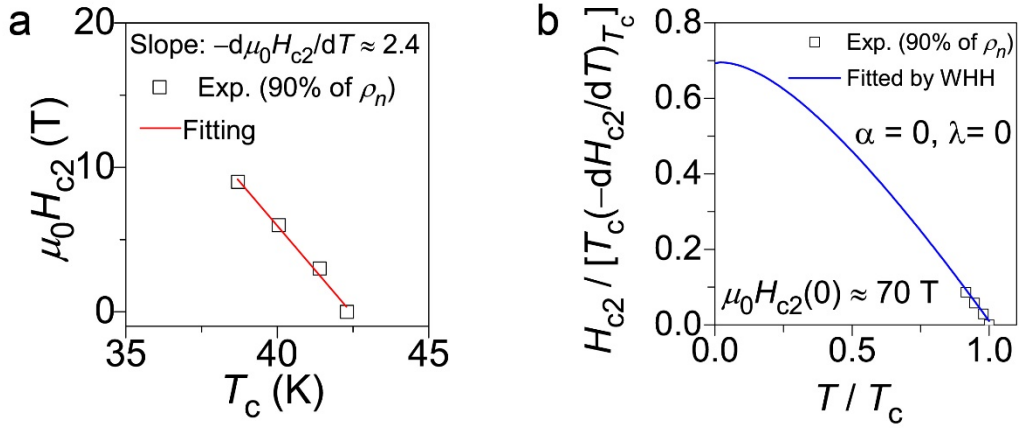 a
Slope: −dμ₀Hc2/dT ≈ 2.4
Exp. (90% of ρn)
Fitting
μ₀Hc2 (T)
20
10
0
35
40
45
Tc (K)
b
Exp. (90% of ρn)
Fitted by WHH
α = 0, λ= 0
μ₀Hc2(0) ≈ 70 T
Hc2 / [Tc(−dHc2/dT)Tc]
0.8
0.6
0.4
0.2
0.0
0.0
0.5
1.0
T / Tc